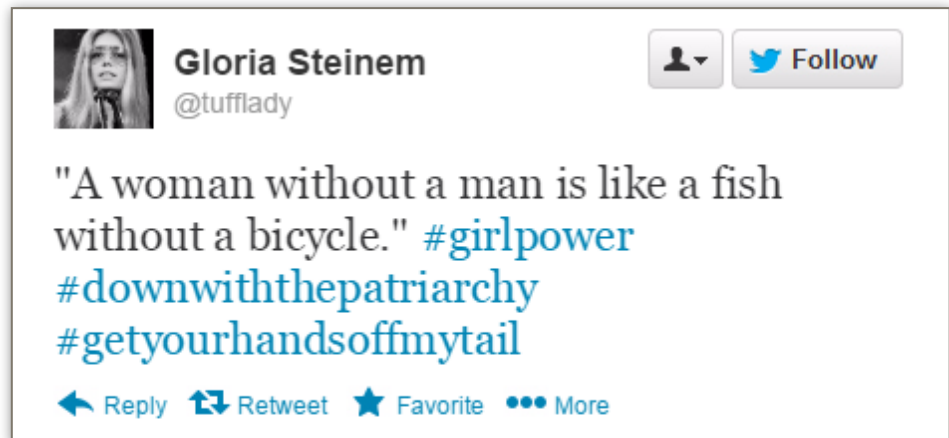 Gloria Steinem
@tufflady
Follow
"A woman without a man is like a fish
without a bicycle." #girlpower
#downwiththepatriarchy
#getyourhandsoffmytail
Reply Retweet Favorite More